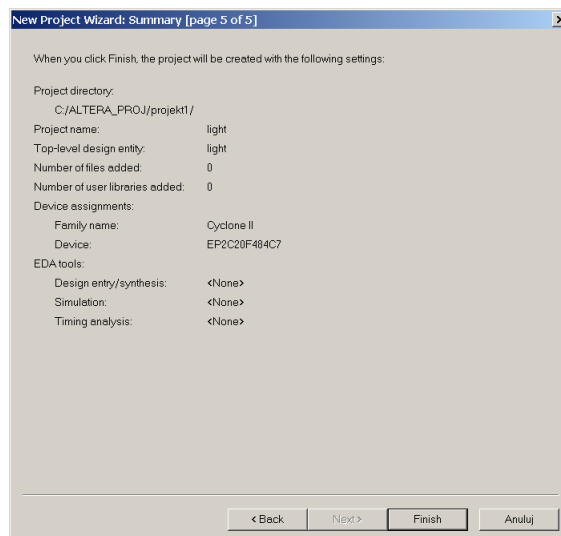 New Project Wizard: Summary [page 5 of 5]
When you click Finish, the project will be created with the following settings:
Project directory:
C:/ALTERA_PROJ/projekt1/
Project name: light
Top-level design entity: light
Number of files added: 0
Number of user libraries added: 0
Device assignments:
Family name: Cyclone II
Device: EP2C20F484C7
EDA tools:
Design entry/synthesis: <None>
Simulation: <None>
Timing analysis: <None>
< Back Next > Finish Anuluj